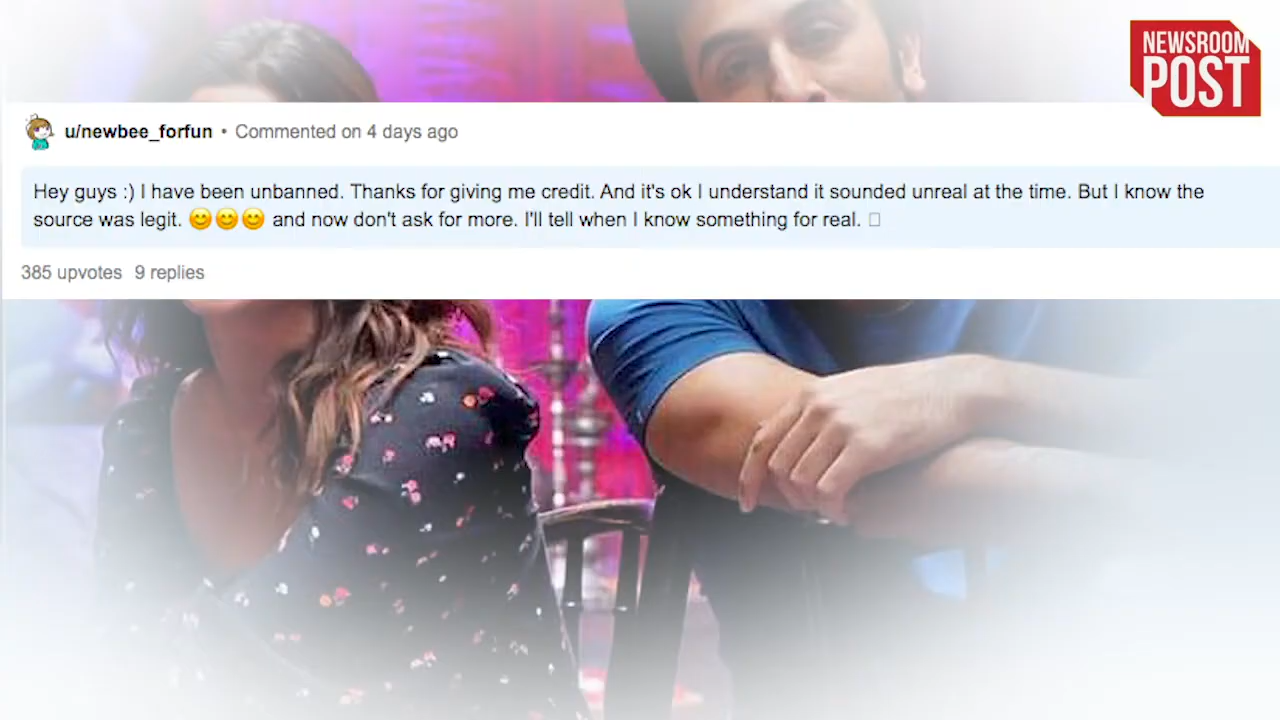 NEWSROOM
POST
u/newbee_forfun • Commented on 4 days ago
Hey guys :) I have been unbanned. Thanks for giving me credit. And it's ok I understand it sounded unreal at the time. But I know the
source was legit. 😊😊😊 and now don't ask for more. I'll tell when I know something for real. 
385 upvotes 9 replies